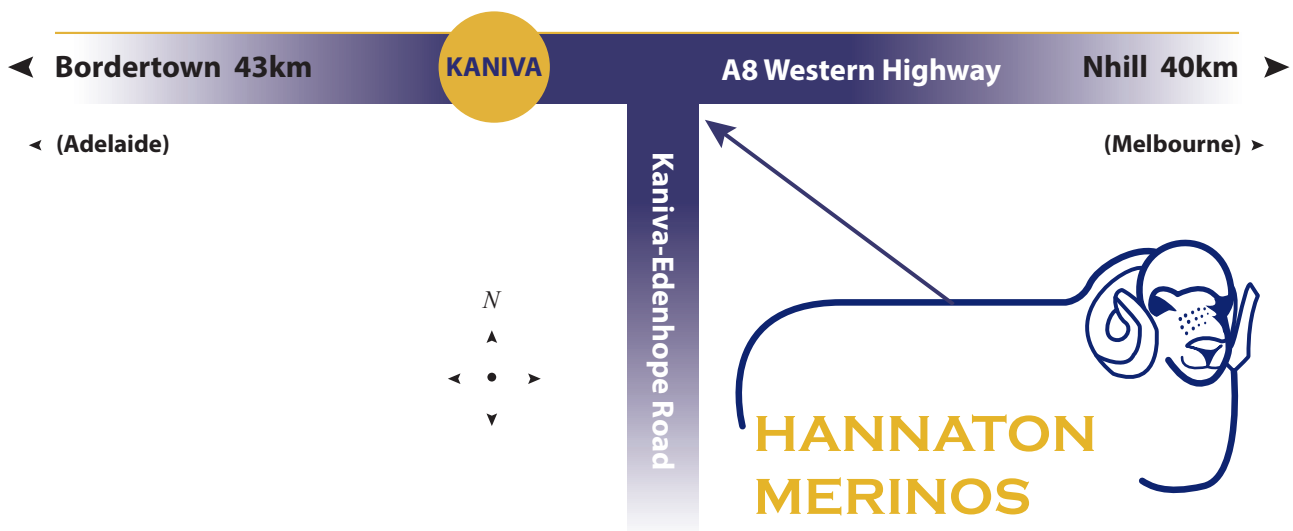 Bordertown 43km
KANIVA
A8 Western Highway
Nhill 40km
(Adelaide)
(Melbourne)
Kaniva-Edenhope Road
N
HANNATON
MERINOS